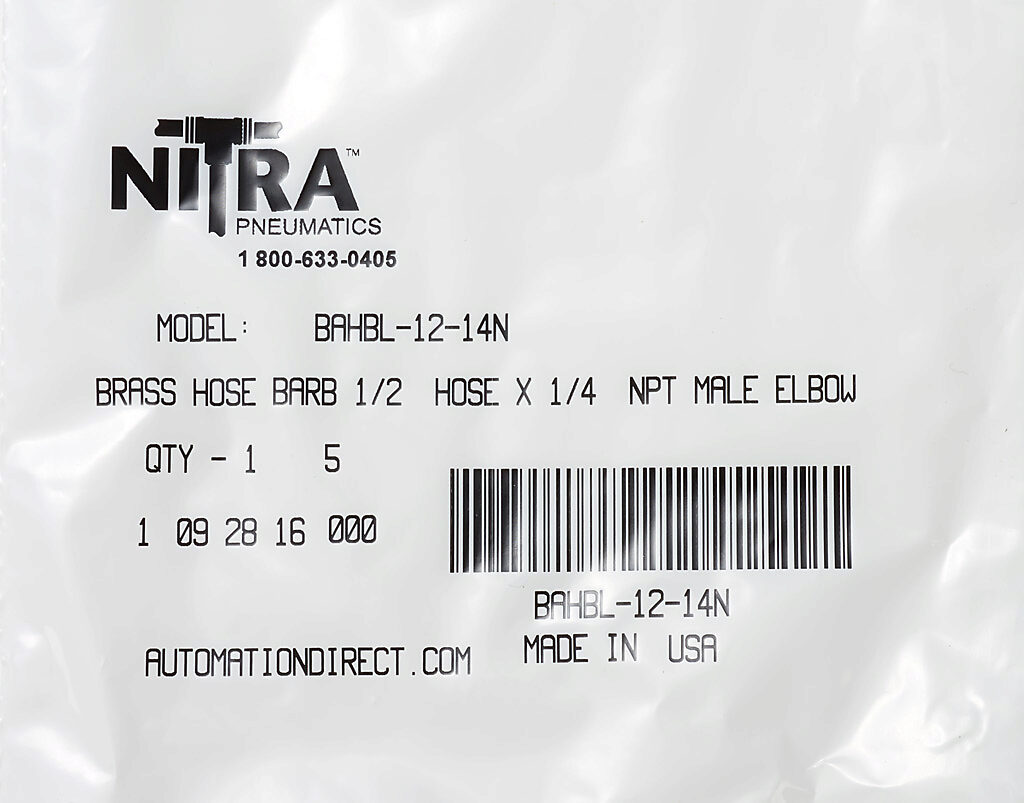 NITRA™
PNEUMATICS
1 800-633-0405
MODEL: BAHBL-12-14N
BRASS HOSE BARB 1/2 HOSE X 1/4 NPT MALE ELBOW
QTY - 1 5
1 09 28 16 000
BAHBL-12-14N
MADE IN USA
AUTOMATIONDIRECT.COM